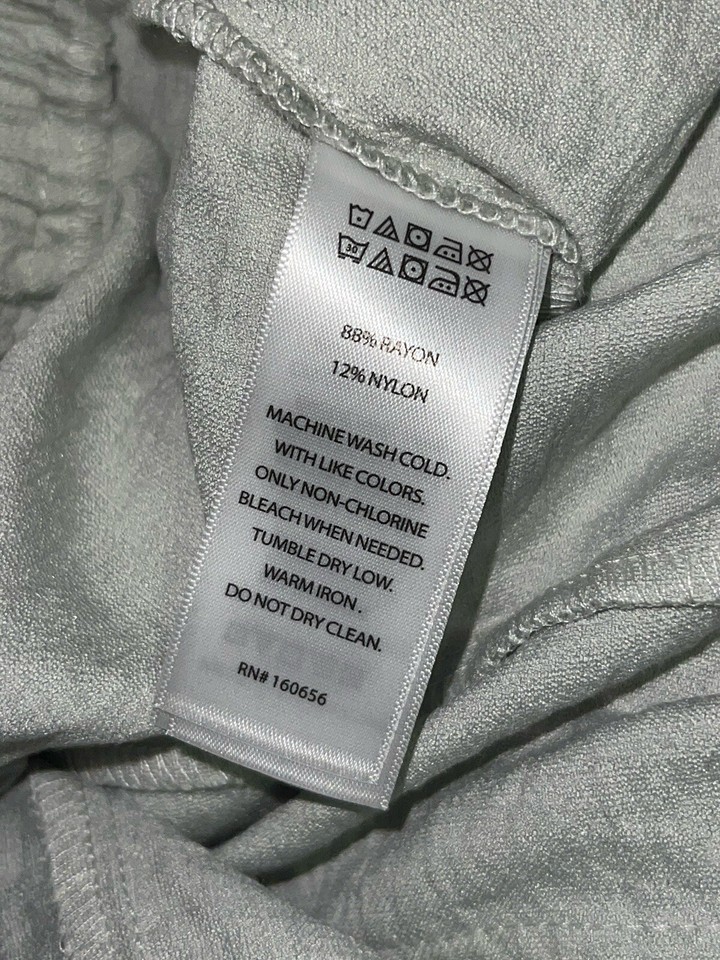 30
88% RAYON
12% NYLON
MACHINE WASH COLD.
WITH LIKE COLORS.
ONLY NON-CHLORINE
BLEACH WHEN NEEDED.
TUMBLE DRY LOW.
WARM IRON.
DO NOT DRY CLEAN.
RN# 160656